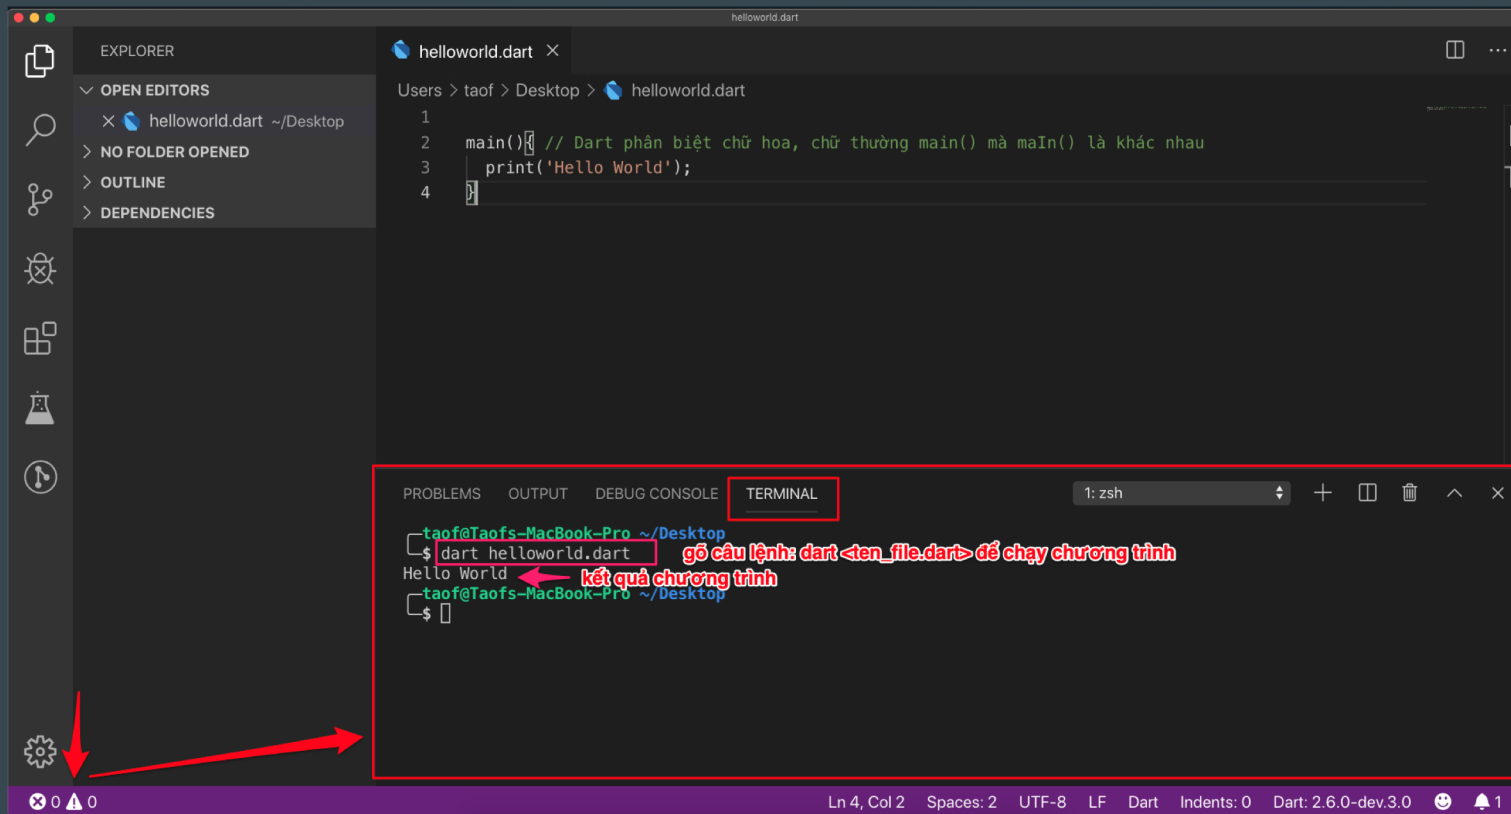 helloworld.dart
EXPLORER
OPEN EDITORS
helloworld.dart ~/Desktop
NO FOLDER OPENED
OUTLINE
DEPENDENCIES
helloworld.dart
Users > taof > Desktop > helloworld.dart
1
2 main(){ // Dart phân biệt chữ hoa, chữ thường main() mà maIn() là khác nhau
3 print('Hello World');
4 }
PROBLEMS OUTPUT DEBUG CONSOLE TERMINAL 1: zsh
taof@Taofs-MacBook-Pro ~/Desktop
$ dart helloworld.dart gõ câu lệnh: dart <ten_file.dart> để chạy chương trình
Hello World kết quả chương trình
taof@Taofs-MacBook-Pro ~/Desktop
$
0 0 Ln 4, Col 2 Spaces: 2 UTF-8 LF Dart Indents: 0 Dart: 2.6.0-dev.3.0 1